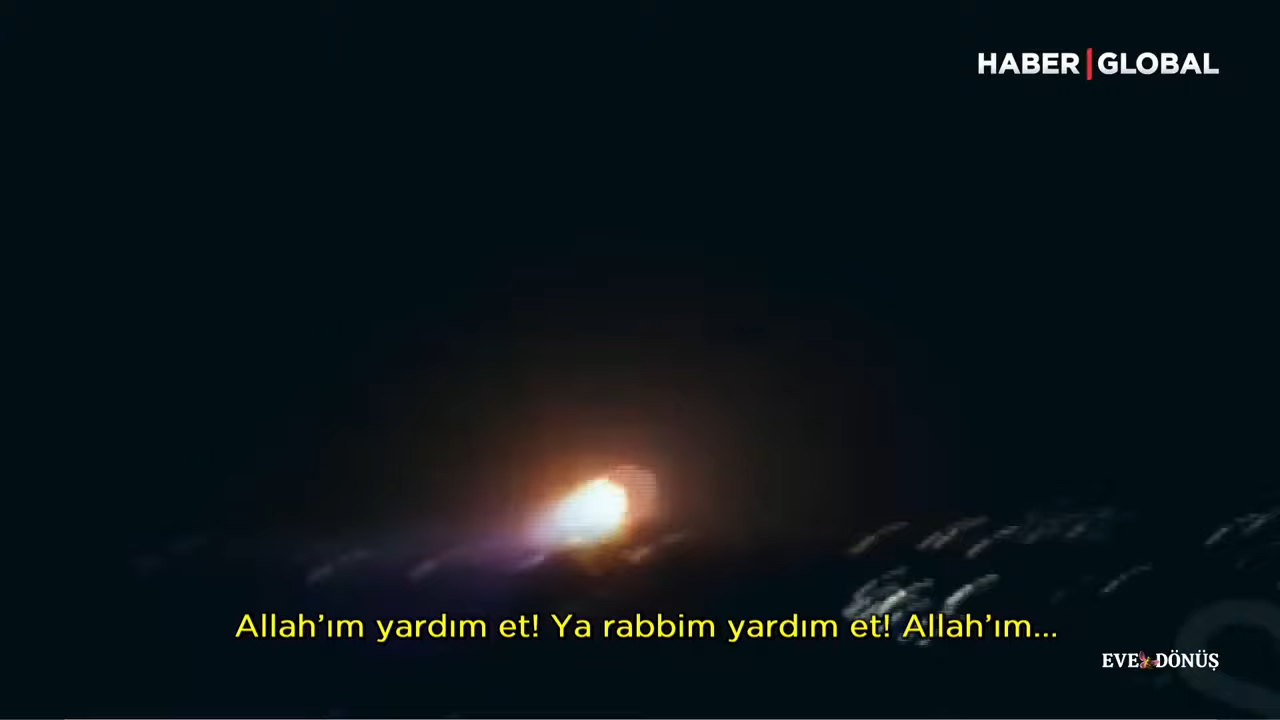 HABER GLOBAL
Allah'ım yardım et! Ya rabbim yardım et! Allah'ım...
EVE DÖNÜŞ